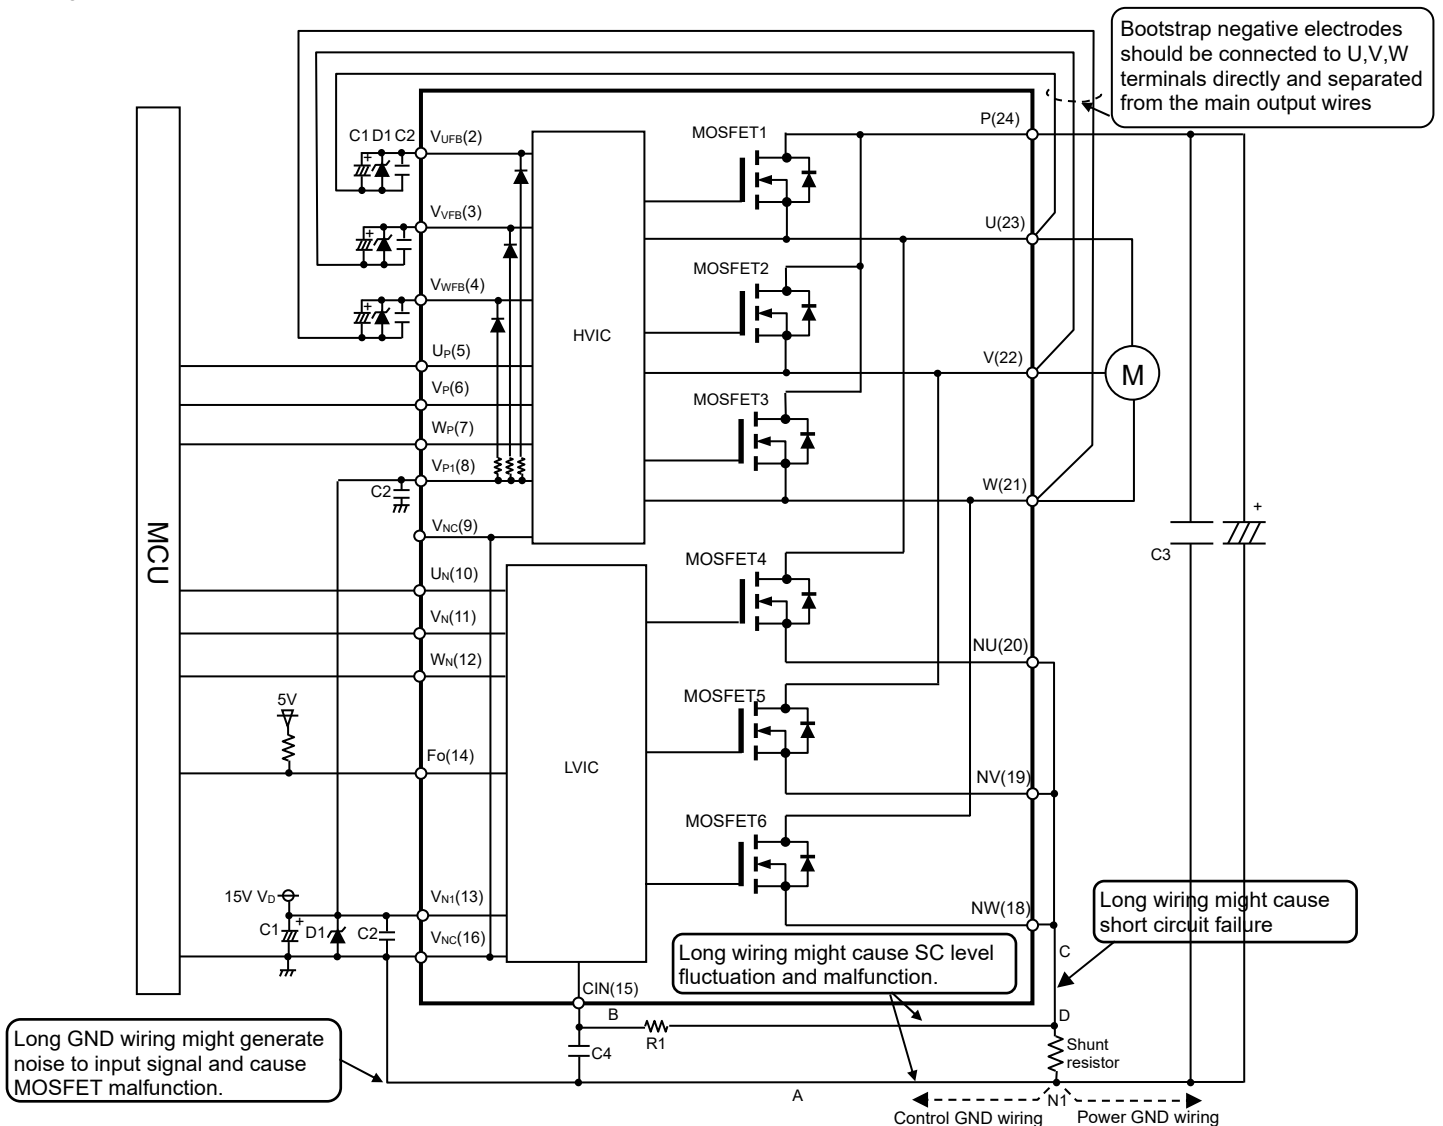 Bootstrap negative electrodes
should be connected to U,V,W
terminals directly and separated
from the main output wires
C1 D1 C2
VUFB(2)
MOSFET1
P(24)
VVFB(3)
U(23)
MOSFET2
VWFB(4)
HVIC
UP(5)
V(22)
M
VP(6)
MOSFET3
WP(7)
VP1(8)
C2
W(21)
+
+
+
+
VNC(9)
C3
MCU
MOSFET4
UN(10)
VN(11)
NU(20)
WN(12)
5V
MOSFET5
Fo(14)
LVIC
NV(19)
MOSFET6
15V VD
VN1(13)
NW(18)
Long wiring might cause
short circuit failure
C1
+
D1
C2
VNC(16)
Long wiring might cause SC level
fluctuation and malfunction.
C
CIN(15)
B
D
R1
C4
Shunt
resistor
Long GND wiring might generate
noise to input signal and cause
MOSFET malfunction.
A
N1
Control GND wiring
Power GND wiring